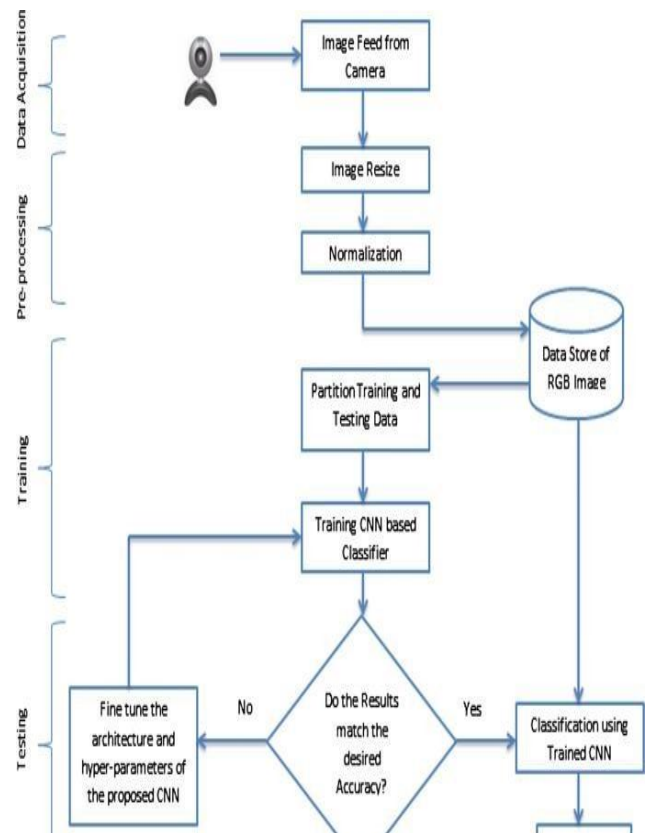 Data Acquisition
Image Feed from
Camera
Pre-processing
Image Resize
Normalization
Data Store of
RGB Image
Training
Partition Training and
Testing Data
Training CNN based
Classifier
Testing
Fine tune the
architecture and
hyper-parameters of
the proposed CNN
No
Do the Results
match the
desired
Accuracy?
Yes
Classification using
Trained CNN